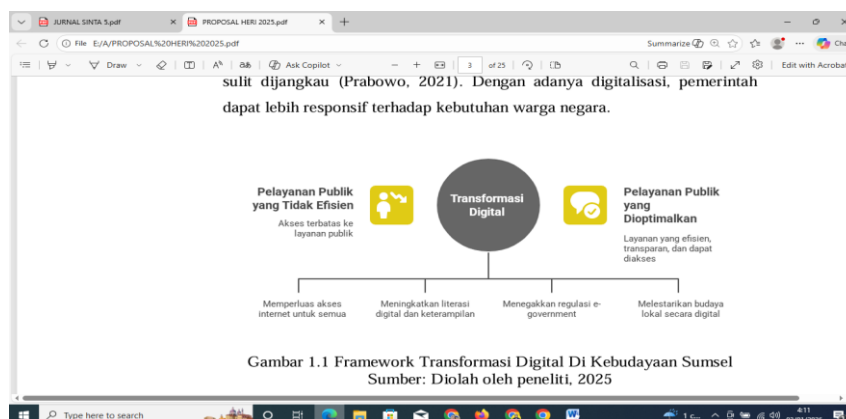 JURNAL SINTA 5.pdf
PROPOSAL HERI 2025.pdf
File
E:/A/PROPOSAL%20HERI%202025.pdf
Summarize
Draw
Ask Copilot
3 of 25
Edit with Acrobat
sulit dijangkau (Prabowo, 2021). Dengan adanya digitalisasi, pemerintah
dapat lebih responsif terhadap kebutuhan warga negara.
Pelayanan Publik
yang Tidak Efisien
Akses terbatas ke
layanan publik
Transformasi
Digital
Pelayanan Publik
yang
Dioptimalkan
Layanan yang efisien,
transparan, dan dapat
diakses
Memperluas akses
internet untuk semua
Meningkatkan literasi
digital dan keterampilan
Menegakkan regulasi e-
government
Melestarikan budaya
lokal secara digital
Gambar 1.1 Framework Transformasi Digital Di Kebudayaan Sumsel
Sumber: Diolah oleh peneliti, 2025
Type here to search
4:11